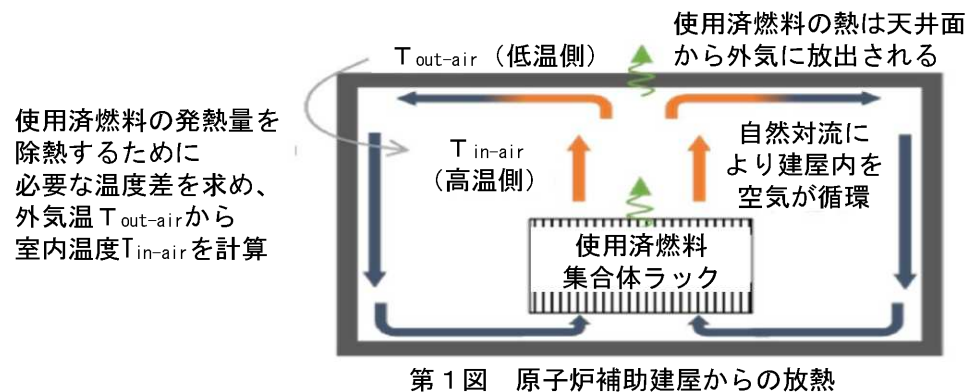 使用済燃料の熱は天井面
から外気に放出される
Tout-air（低温側）
使用済燃料の発熱量を
除熱するために
必要な温度差を求め、
外気温Tout-airから
室内温度Tin-airを計算
Tin-air
（高温側）
自然対流に
より建屋内を
空気が循環
使用済燃料
集合体ラック
第１図　原子炉補助建屋からの放熱